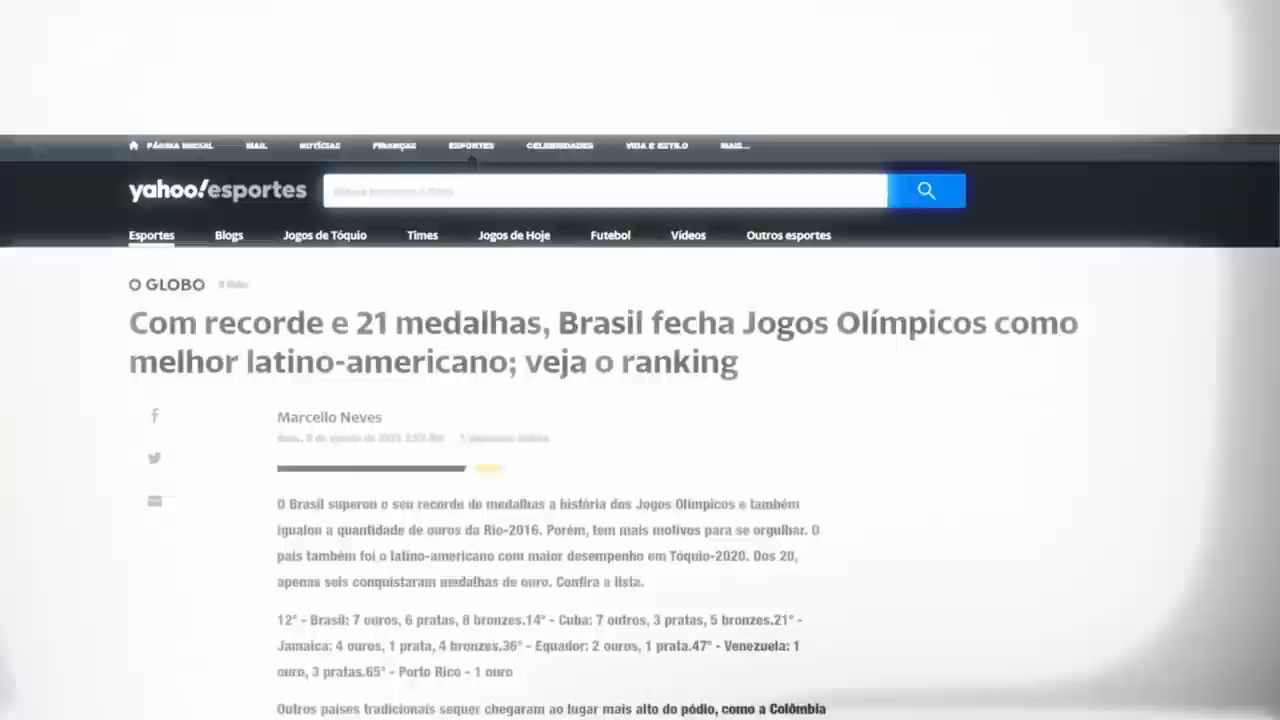 PÁGINA INICIAL MAIL NOTÍCIAS FINANÇAS ESPORTES CELEBRIDADES VIDA E ESTILO MAIS...
yahoo!esportes
Esportes Blogs Jogos de Tóquio Times Jogos de Hoje Futebol Vídeos Outros esportes
O GLOBO
Com recorde e 21 medalhas, Brasil fecha Jogos Olímpicos como
melhor latino-americano; veja o ranking
Marcello Neves
O Brasil superou o seu recorde de medalhas a história dos Jogos Olímpicos e também
igualou a quantidade de ouros da Rio-2016. Porém, tem mais motivos para se orgulhar. O
país também foi o latino-americano com maior desempenho em Tóquio-2020. Dos 20,
apenas seis conquistaram medalhas de ouro. Confira a lista.
12º - Brasil: 7 ouros, 6 pratas, 8 bronzes.14º - Cuba: 7 outros, 3 pratas, 5 bronzes.21º -
Jamaica: 4 ouros, 1 prata, 4 bronzes.36º - Equador: 2 ouros, 1 prata.47º - Venezuela: 1
ouro, 3 pratas.65º - Porto Rico - 1 ouro
Outros países tradicionais sequer chegaram ao lugar mais alto do pódio, como a Colômbia